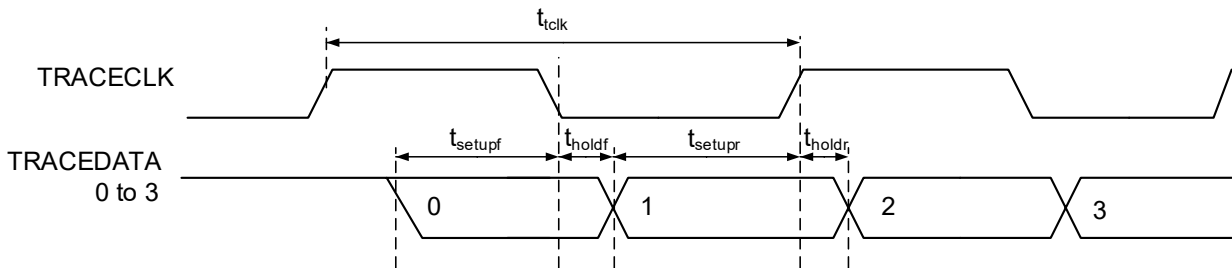 t_tclk
TRACECLK
t_setupf
t_holdf
t_setupr
t_holdr
TRACEDATA
0 to 3
0
1
2
3